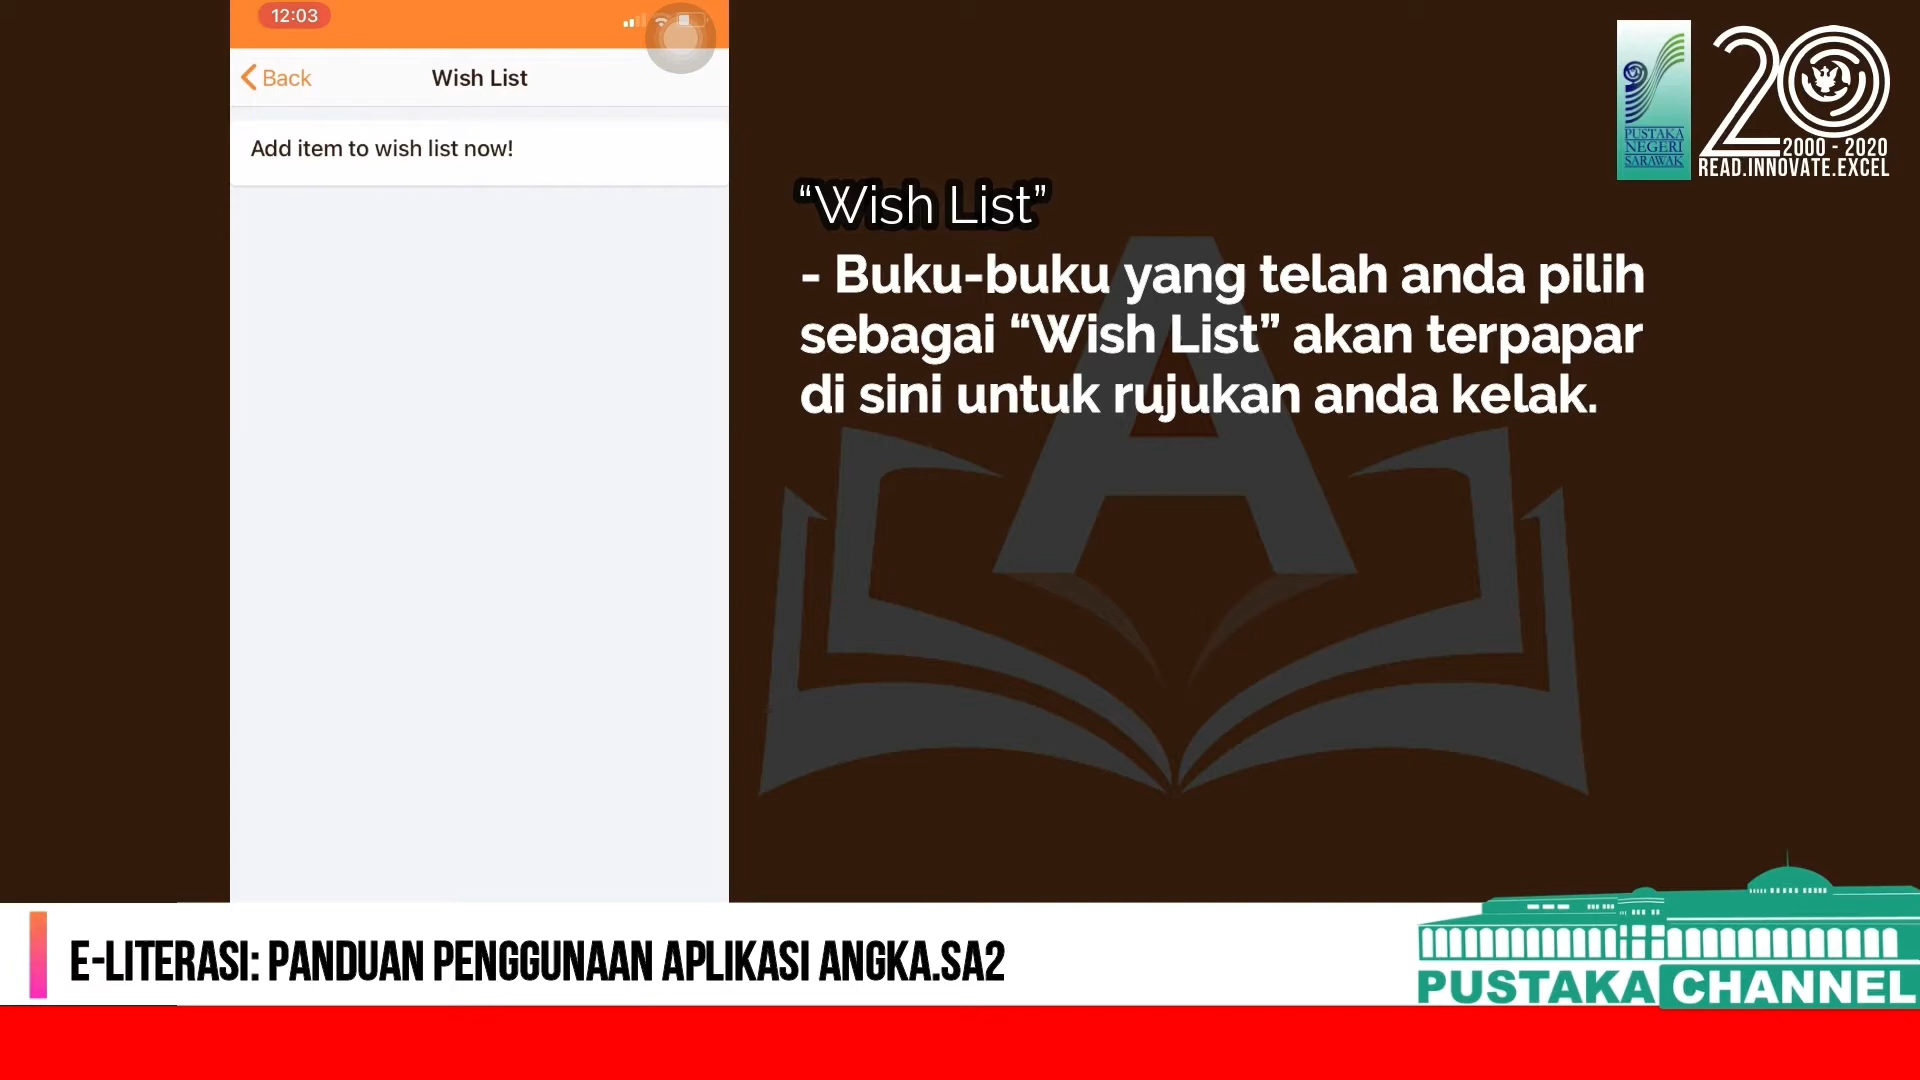 12:03
Back
Wish List
Add item to wish list now!
PUSTAKA
NEGERI
SARAWAK
20
2000 - 2020
READ.INNOVATE.EXCEL
“Wish List”
- Buku-buku yang telah anda pilih
sebagai “Wish List” akan terpapar
di sini untuk rujukan anda kelak.
A
E-LITERASI: PANDUAN PENGGUNAAN APLIKASI ANGKA.SA2
PUSTAKA CHANNEL